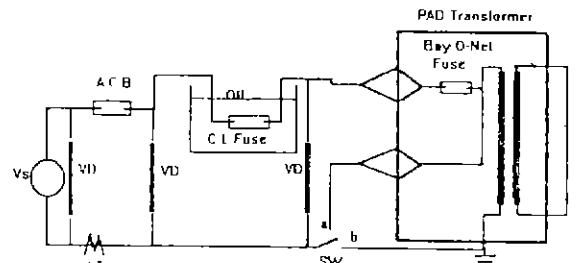 PAD Transformer
Bay O-Net
Fuse
A C B
Oil
C L Fuse
Vs
VD
VD
VD
a
b
SW